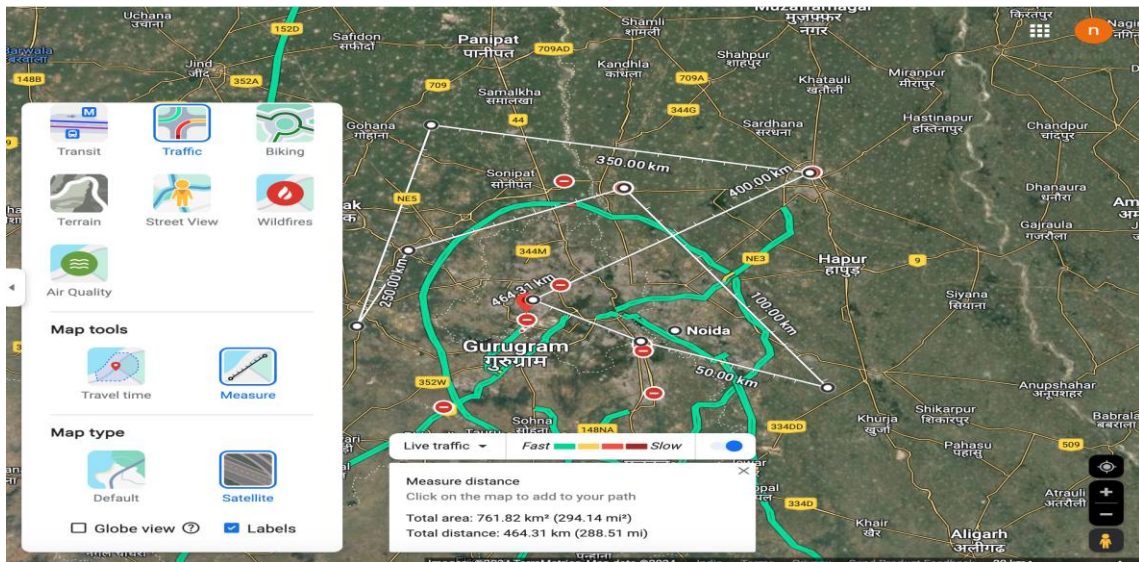 Uchana
उचाना
152D
Safidon
सफीदों
Panipat
पानीपत
709AD
Shamli
शामली
मुज़फ़्फ़र
नगर
किरतपुर
n
Barwala
बरवाला
148B
Jind
जींद
352A
709
Kandhla
कांधला
Shahpur
शाहपुर
709A
Khatauli
खतौली
Miranpur
मीरापुर
Samalkha
समालखा
44
344G
Gohana
गोहाना
Sardhana
सरधना
Hastinapur
हस्तिनापुर
Chandpur
चांदपुर
350.00 km
400.00 km
Sonipat
सोनीपत
NE5
Dhanaura
धनौरा
Gajraula
गजरौला
344M
NE3
Hapur
हापुड़
9
250.00 km
464.31 km
100.00 km
Siyana
सियाना
Noida
Gurugram
गुरुग्राम
50.00 km
352W
Anupshahar
अनूपशहर
Sohna
सोहना
148NA
334DD
Khurja
खुर्जा
Shikarpur
शिकारपुर
Babrala
बबराला
Pahasu
पहासू
509
334D
Atrauli
अतरौली
Khair
खैर
Aligarh
अलीगढ
Transit
Traffic
Biking
Terrain
Street View
Wildfires
Air Quality
Map tools
Travel time
Measure
Map type
Default
Satellite
Globe view
Labels
Live traffic
Fast
Slow
Measure distance
Click on the map to add to your path
Total area: 761.82 km² (294.14 mi²)
Total distance: 464.31 km (288.51 mi)